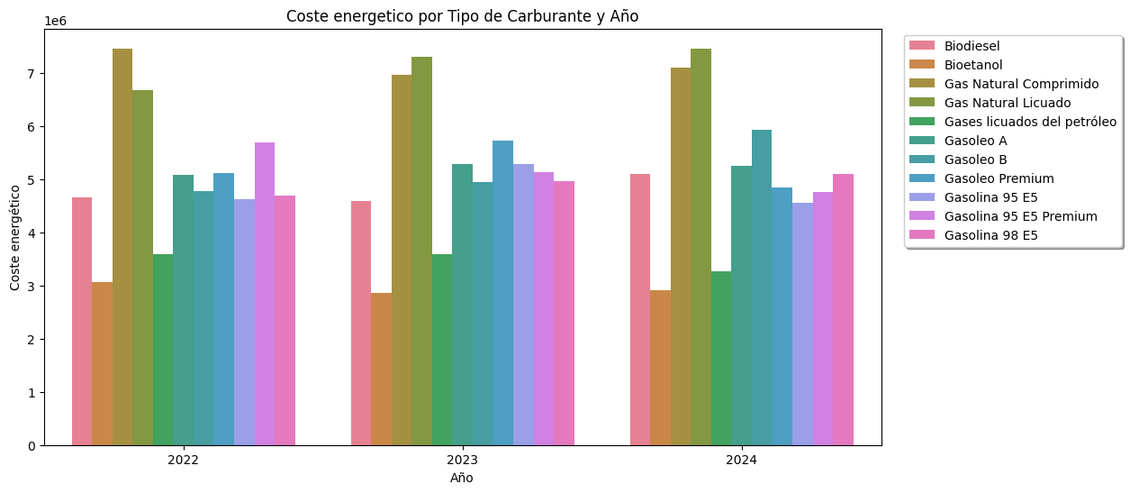 Coste energetico por Tipo de Carburante y Año
1e6
7
6
5
4
3
2
1
0
Coste energético
2022
2023
2024
Año
Biodiesel
Bioetanol
Gas Natural Comprimido
Gas Natural Licuado
Gases licuados del petróleo
Gasoleo A
Gasoleo B
Gasoleo Premium
Gasolina 95 E5
Gasolina 95 E5 Premium
Gasolina 98 E5